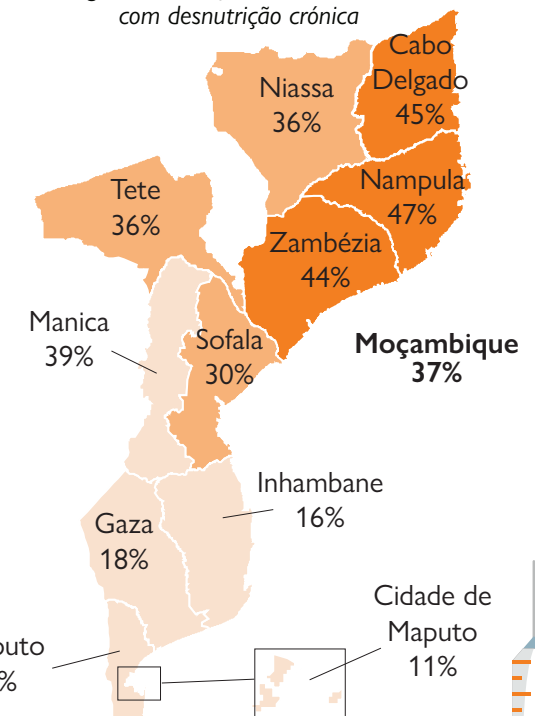 com desnutrição crónica
Cabo
Delgado
45%
Niassa
36%
Nampula
47%
Tete
36%
Zambézia
44%
Manica
39%
Sofala
30%
Moçambique
37%
Inhambane
16%
Gaza
18%
Cidade de
Maputo
11%